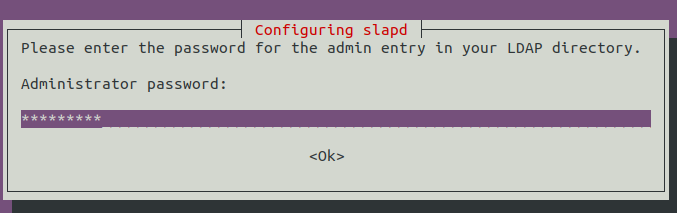 Configuring slapd
Please enter the password for the admin entry in your LDAP directory.
Administrator password:
*********
<Ok>